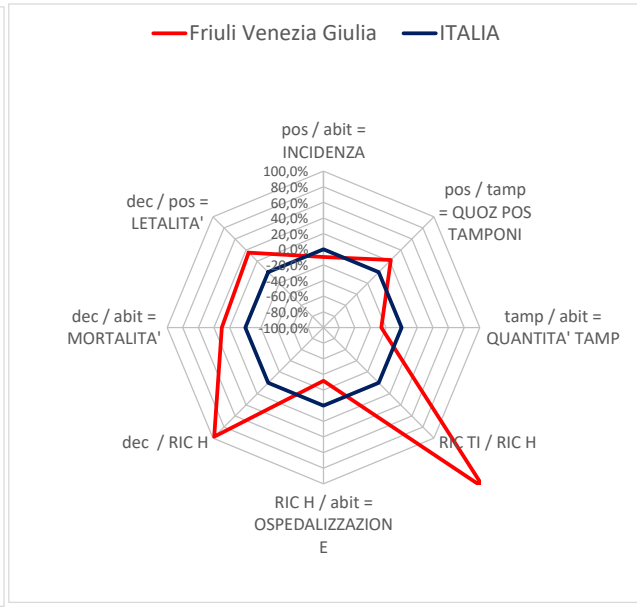 Friuli Venezia Giulia
ITALIA
pos / abit =
INCIDENZA
pos / tamp
= QUOZ POS
TAMPONI
tamp / abit =
QUANTITA' TAMP
RIC TI / RIC H
RIC H / abit =
OSPEDALIZZAZION
E
dec / RIC H
dec / abit =
MORTALITA'
dec / pos =
LETALITA'
100,0%
80,0%
60,0%
40,0%
20,0%
0,0%
-20,0%
-40,0%
-60,0%
-80,0%
-100,0%